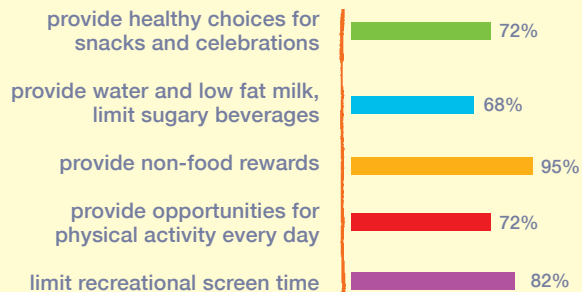 provide healthy choices for
snacks and celebrations
72%
provide water and low fat milk,
limit sugary beverages
68%
provide non-food rewards
95%
provide opportunities for
physical activity every day
72%
limit recreational screen time
82%